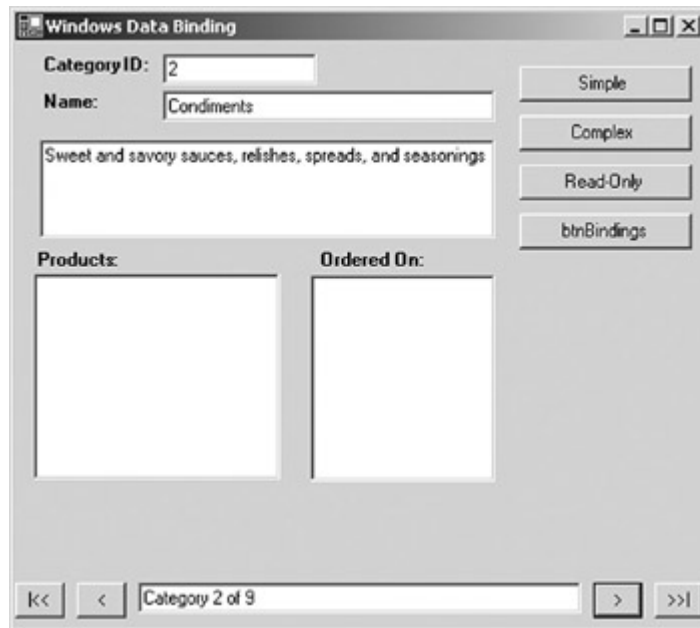 Windows Data Binding
Category ID: 2
Simple
Name: Condiments
Complex
Sweet and savory sauces, relishes, spreads, and seasonings
Read-Only
btnBindings
Products:
Ordered On:
|<<
<
Category 2 of 9
>
>>|